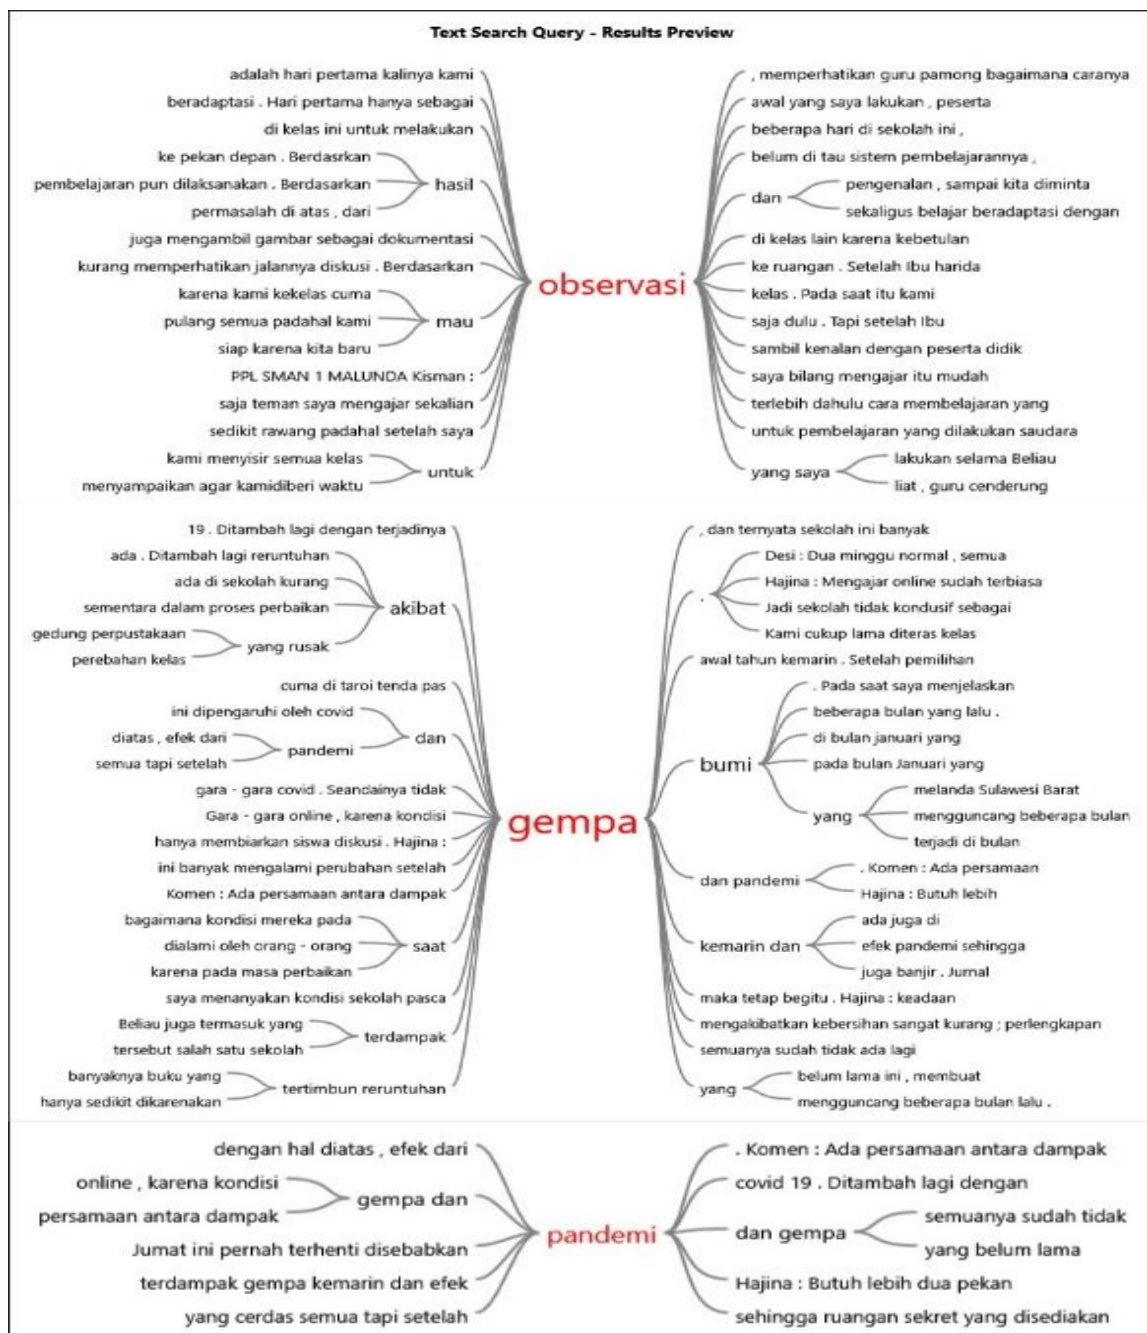 Text Search Query - Results Preview
adalah hari pertama kalinya kami
beradaptasi . Hari pertama hanya sebagai
di kelas ini untuk melakukan
ke pekan depan . Berdasrkan
pembelajaran pun dilaksanakan . Berdasarkan
permasalah di atas , dari
hasil
juga mengambil gambar sebagai dokumentasi
kurang memperhatikan jalannya diskusi . Berdasarkan
karena kami kekelas cuma
pulang semua padahal kami
siap karena kita baru
mau
PPL SMAN 1 MALUNDA Kisman :
saja teman saya mengajar sekalian
sedikit rawang padahal setelah saya
kami menyisir semua kelas
menyampaikan agar kamidiberi waktu
untuk
observasi
, memperhatikan guru pamong bagaimana caranya
awal yang saya lakukan , peserta
beberapa hari di sekolah ini ,
belum di tau sistem pembelajarannya ,
dan
pengenalan , sampai kita diminta
sekaligus belajar beradaptasi dengan
di kelas lain karena kebetulan
ke ruangan . Setelah Ibu harida
kelas . Pada saat itu kami
saja dulu . Tapi setelah Ibu
sambil kenalan dengan peserta didik
saya bilang mengajar itu mudah
terlebih dahulu cara membelajaran yang
untuk pembelajaran yang dilakukan saudara
yang saya
lakukan selama Beliau
liat , guru cenderung
19 . Ditambah lagi dengan terjadinya
ada . Ditambah lagi reruntuhan
ada di sekolah kurang
sementara dalam proses perbaikan
gedung perpustakaan
perebahan kelas
yang rusak
akibat
cuma di taroi tenda pas
ini dipengaruhi oleh covid
diatas , efek dari
semua tapi setelah
pandemi
dan
gara - gara covid . Seandainya tidak
Gara - gara online , karena kondisi
hanya membiarkan siswa diskusi . Hajina :
ini banyak mengalami perubahan setelah
Komen : Ada persamaan antara dampak
bagaimana kondisi mereka pada
dialami oleh orang - orang
karena pada masa perbaikan
saat
saya menanyakan kondisi sekolah pasca
Beliau juga termasuk yang
tersebut salah satu sekolah
terdampak
banyaknya buku yang
hanya sedikit dikarenakan
tertimbun reruntuhan
gempa
, dan ternyata sekolah ini banyak
.
Desi : Dua minggu normal , semua
Hajina : Mengajar online sudah terbiasa
Jadi sekolah tidak kondusif sebagai
Kami cukup lama diteras kelas
awal tahun kemarin . Setelah pemilihan
bumi
. Pada saat saya menjelaskan
beberapa bulan yang lalu .
di bulan januari yang
pada bulan Januari yang
yang
melanda Sulawesi Barat
mengguncang beberapa bulan
terjadi di bulan
dan pandemi
. Komen : Ada persamaan
Hajina : Butuh lebih
kemarin dan
ada juga di
efek pandemi sehingga
juga banjir . Jurnal
maka tetap begitu . Hajina : keadaan
mengakibatkan kebersihan sangat kurang ; perlengkapan
semuanya sudah tidak ada lagi
yang
belum lama ini , membuat
mengguncang beberapa bulan lalu .
dengan hal diatas , efek dari
online , karena kondisi
persamaan antara dampak
gempa dan
Jumat ini pernah terhenti disebabkan
terdampak gempa kemarin dan efek
yang cerdas semua tapi setelah
pandemi
. Komen : Ada persamaan antara dampak
covid 19 . Ditambah lagi dengan
dan gempa
semuanya sudah tidak
yang belum lama
Hajina : Butuh lebih dua pekan
sehingga ruangan sekret yang disediakan